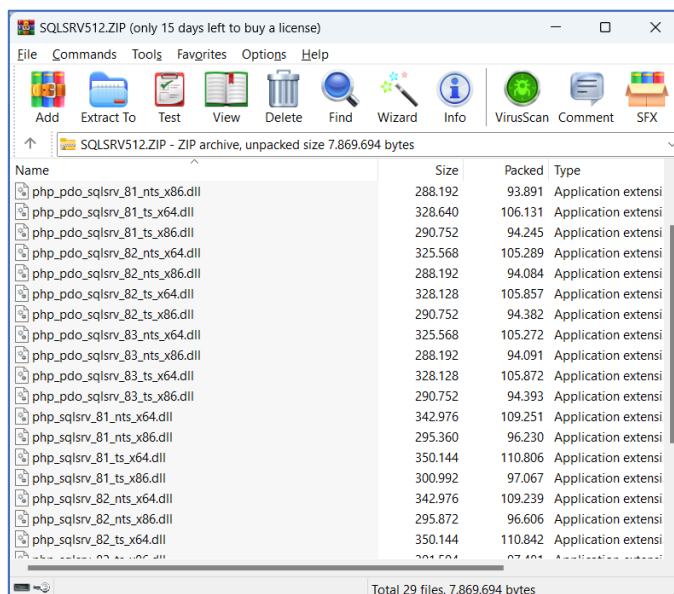 SQLSRV512.ZIP (only 15 days left to buy a license)
File Commands Tools Favorites Options Help
Add Extract To Test View Delete Find Wizard Info VirusScan Comment SFX
SQLSRV512.ZIP - ZIP archive, unpacked size 7.869.694 bytes
Name Size Packed Type
php_pdo_sqlsrv_81_nts_x86.dll 288.192 93.891 Application extensi
php_pdo_sqlsrv_81_ts_x64.dll 328.640 106.131 Application extensi
php_pdo_sqlsrv_81_ts_x86.dll 290.752 94.245 Application extensi
php_pdo_sqlsrv_82_nts_x64.dll 325.568 105.289 Application extensi
php_pdo_sqlsrv_82_nts_x86.dll 288.192 94.084 Application extensi
php_pdo_sqlsrv_82_ts_x64.dll 328.128 105.857 Application extensi
php_pdo_sqlsrv_82_ts_x86.dll 290.752 94.382 Application extensi
php_pdo_sqlsrv_83_nts_x64.dll 325.568 105.272 Application extensi
php_pdo_sqlsrv_83_nts_x86.dll 288.192 94.091 Application extensi
php_pdo_sqlsrv_83_ts_x64.dll 328.128 105.872 Application extensi
php_pdo_sqlsrv_83_ts_x86.dll 290.752 94.393 Application extensi
php_sqlsrv_81_nts_x64.dll 342.976 109.251 Application extensi
php_sqlsrv_81_nts_x86.dll 295.360 96.230 Application extensi
php_sqlsrv_81_ts_x64.dll 350.144 110.806 Application extensi
php_sqlsrv_81_ts_x86.dll 300.992 97.067 Application extensi
php_sqlsrv_82_nts_x64.dll 342.976 109.239 Application extensi
php_sqlsrv_82_nts_x86.dll 295.872 96.606 Application extensi
php_sqlsrv_82_ts_x64.dll 350.144 110.842 Application extensi
Total 29 files, 7.869.694 bytes